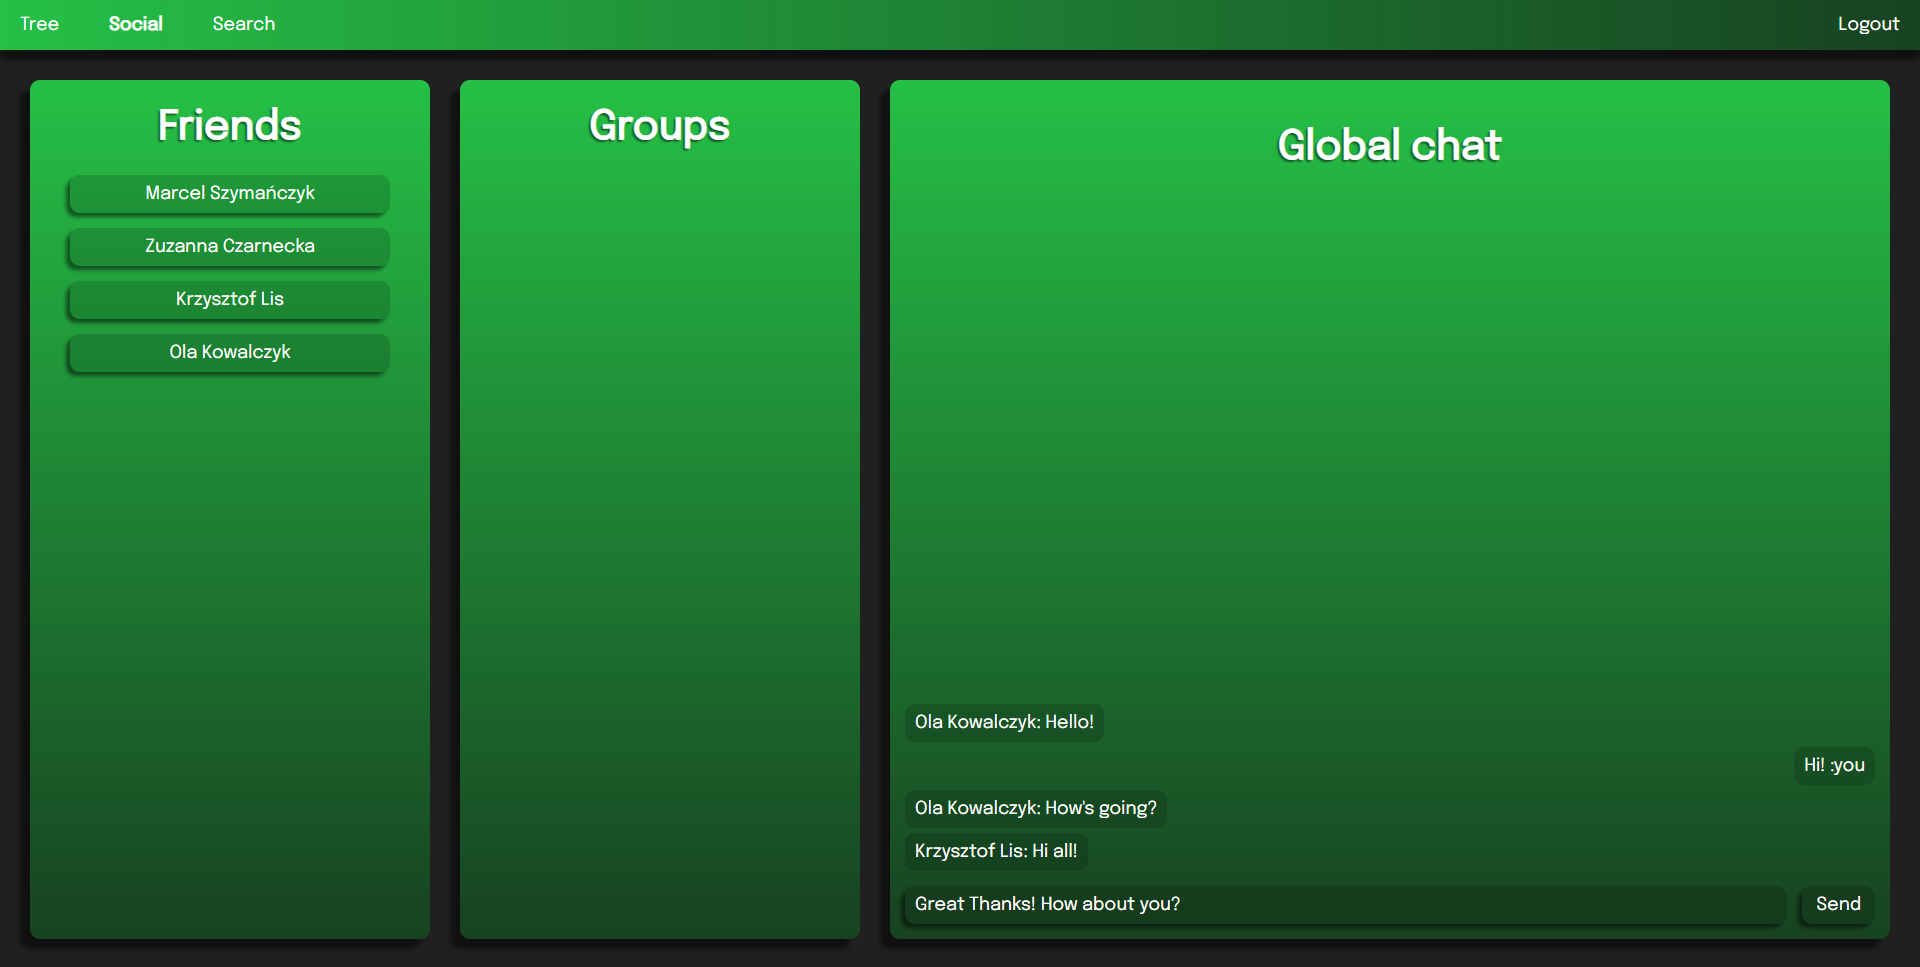 Tree
Social
Search
Logout
Friends
Marcel Szymańczyk
Zuzanna Czarnecka
Krzysztof Lis
Ola Kowalczyk
Groups
Global chat
Ola Kowalczyk: Hello!
Hi! :you
Ola Kowalczyk: How's going?
Krzysztof Lis: Hi all!
Great Thanks! How about you?
Send